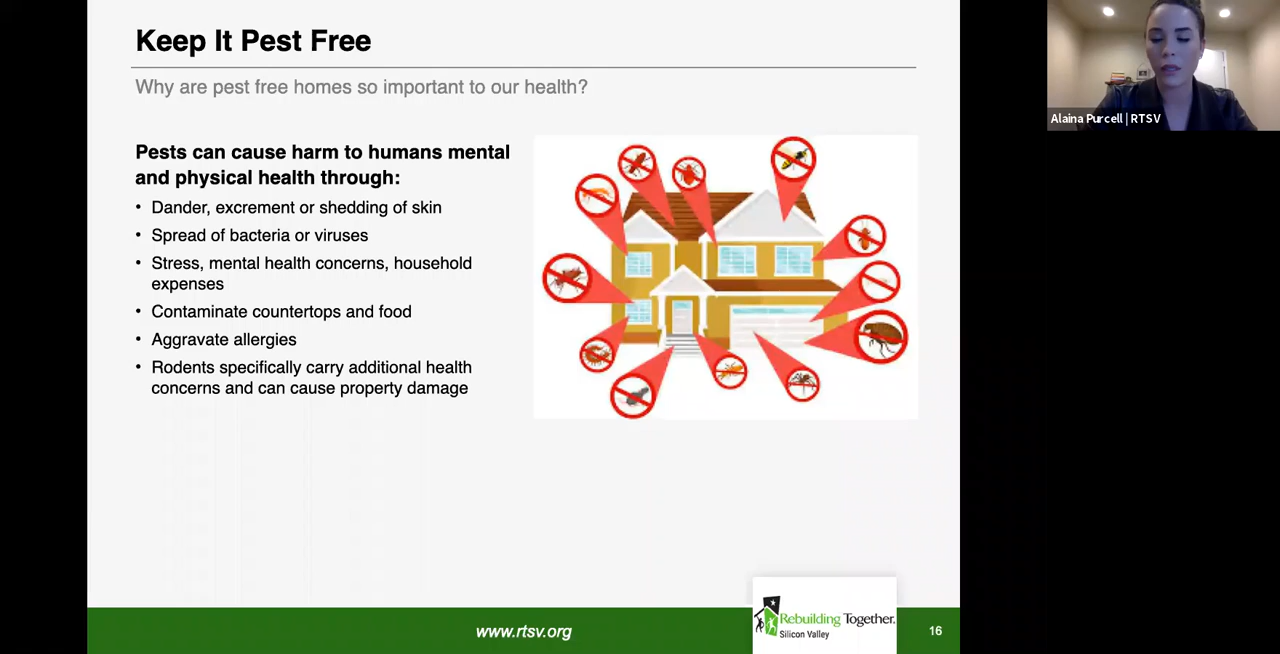 Keep It Pest Free
Why are pest free homes so important to our health?
Pests can cause harm to humans mental
and physical health through:
• Dander, excrement or shedding of skin
• Spread of bacteria or viruses
• Stress, mental health concerns, household
expenses
• Contaminate countertops and food
• Aggravate allergies
• Rodents specifically carry additional health
concerns and can cause property damage
Alaina Purcell | RTSV
www.rtsv.org
Rebuilding Together.
Silicon Valley
16